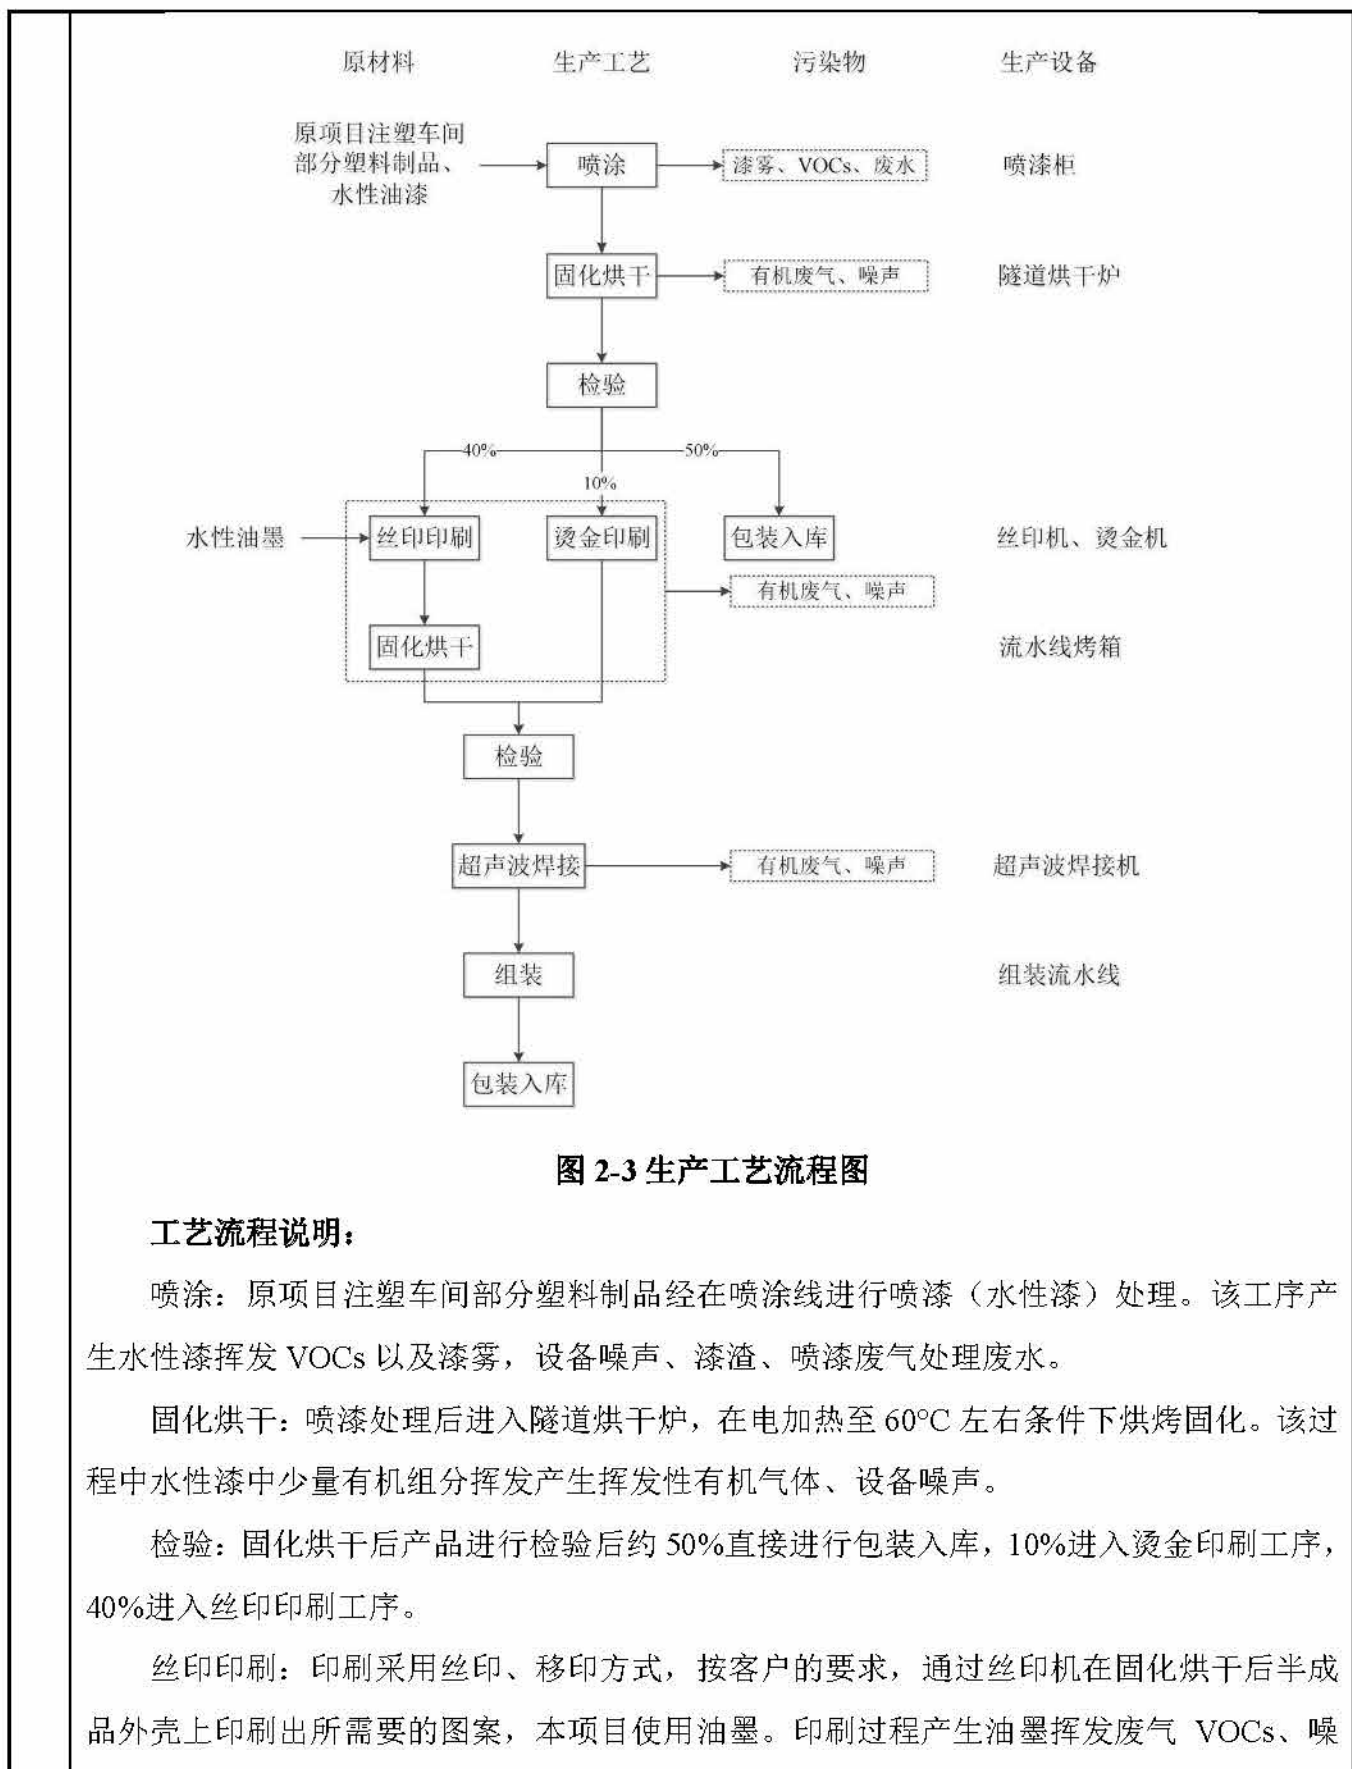 原材料 生产工艺 污染物 生产设备
原项目注塑车间
部分塑料制品、
水性油漆
喷涂 漆雾、VOCs、废水 喷漆柜
固化烘干 有机废气、噪声 隧道烘干炉
检验
40% 50%
10%
水性油墨 丝印印刷 烫金印刷 包装入库 丝印机、烫金机
有机废气、噪声
固化烘干 流水线烤箱
检验
超声波焊接 有机废气、噪声 超声波焊接机
组装 组装流水线
包装入库
图 2-3 生产工艺流程图
工艺流程说明：
喷涂：原项目注塑车间部分塑料制品经在喷涂线进行喷漆（水性漆）处理。该工序产
生水性漆挥发 VOCs 以及漆雾，设备噪声、漆渣、喷漆废气处理废水。
固化烘干：喷漆处理后进入隧道烘干炉，在电加热至 60℃ 左右条件下烘烤固化。该过
程中水性漆中少量有机组分挥发产生挥发性有机气体、设备噪声。
检验：固化烘干后产品进行检验后约 50%直接进行包装入库，10%进入烫金印刷工序，
40%进入丝印印刷工序。
丝印印刷：印刷采用丝印、移印方式，按客户的要求，通过丝印机在固化烘干后半成
品外壳上印刷出所需要的图案，本项目使用油墨。印刷过程产生油墨挥发废气 VOCs、噪